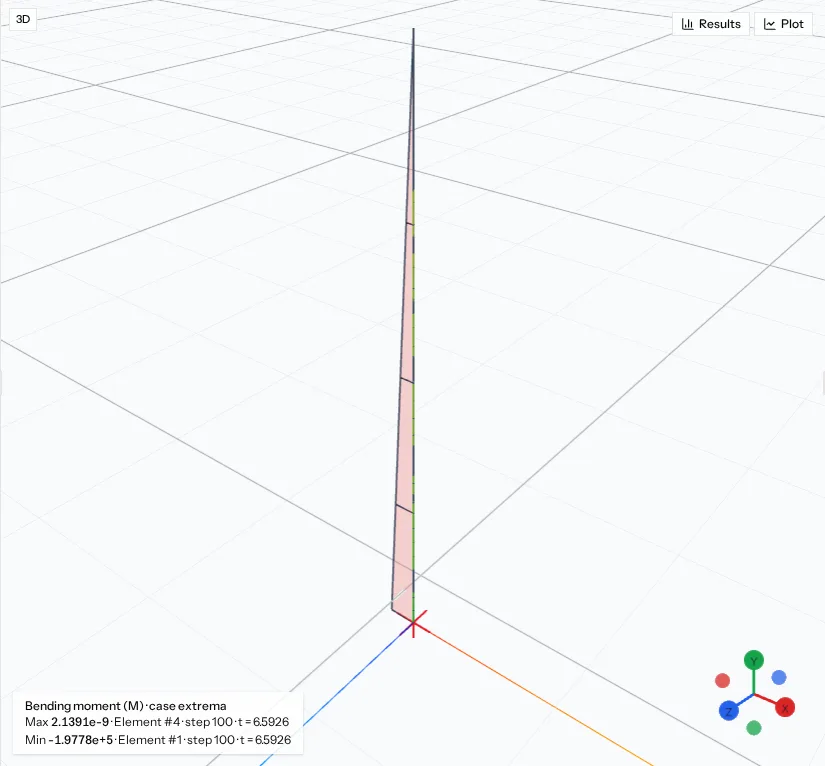 3D
Results
Plot
Bending moment (M) · case extrema
Max 2.1391e-9 · Element #4 · step 100 · t = 6.5926
Min -1.9778e+5 · Element #1 · step 100 · t = 6.5926
Y
Z
X